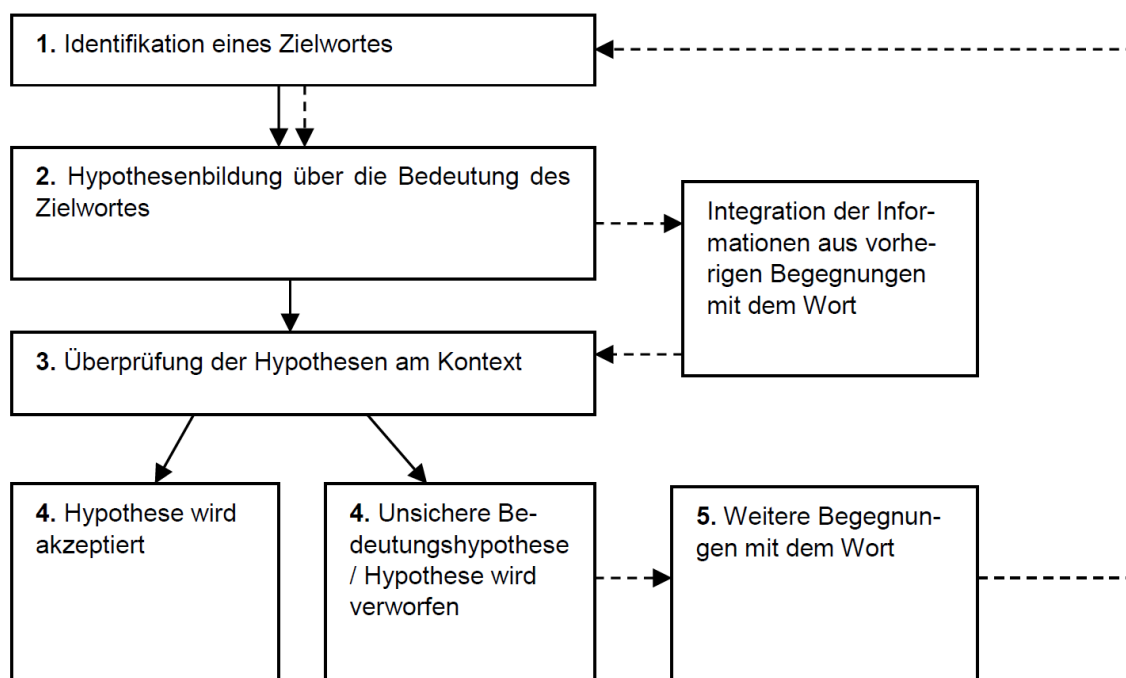 1. Identifikation eines Zielwortes
2. Hypothesenbildung über die Bedeutung des
Zielwortes
Integration der Infor-
mationen aus vorhe-
rigen Begegnungen
mit dem Wort
3. Überprüfung der Hypothesen am Kontext
4. Hypothese wird
akzeptiert
4. Unsichere Be-
deutungshypothese
/ Hypothese wird
verworfen
5. Weitere Begegnun-
gen mit dem Wort